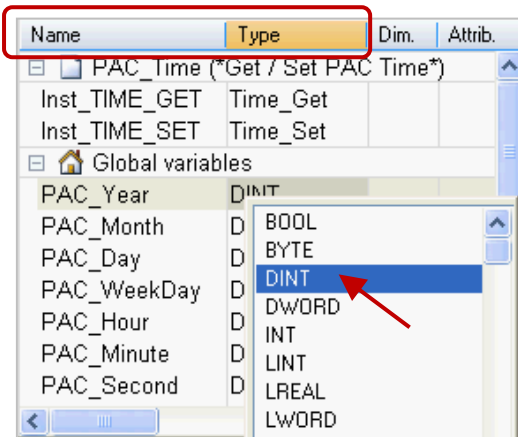 Name Type Dim. Attrib.
PAC_Time (*Get / Set PAC Time*)
Inst_TIME_GET Time_Get
Inst_TIME_SET Time_Set
Global variables
PAC_Year DINT
PAC_Month D
PAC_Day D
PAC_WeekDay D
PAC_Hour D
PAC_Minute D
PAC_Second D
BOOL
BYTE
DINT
DWORD
INT
LINT
LREAL
LWORD